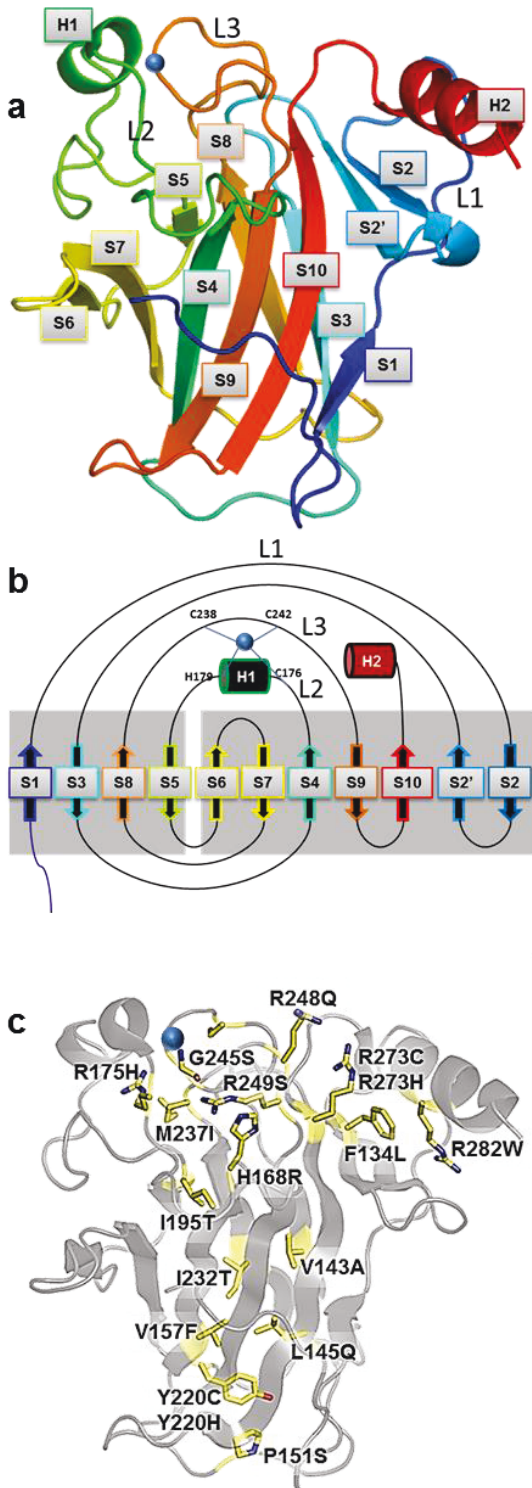 a
H1
L3
L2
S8
H2
S5
S2
L1
S2'
S7
S4
S10
S6
S3
S1
S9
b
L1
C238
C242
L3
H179
H1
C176
L2
H2
S1
S3
S8
S5
S6
S7
S4
S9
S10
S2'
S2
c
R248Q
G245S
R273C
R175H
R249S
R273H
M237I
F134L
R282W
H168R
I195T
I232T
V143A
V157F
L145Q
Y220C
Y220H
P151S